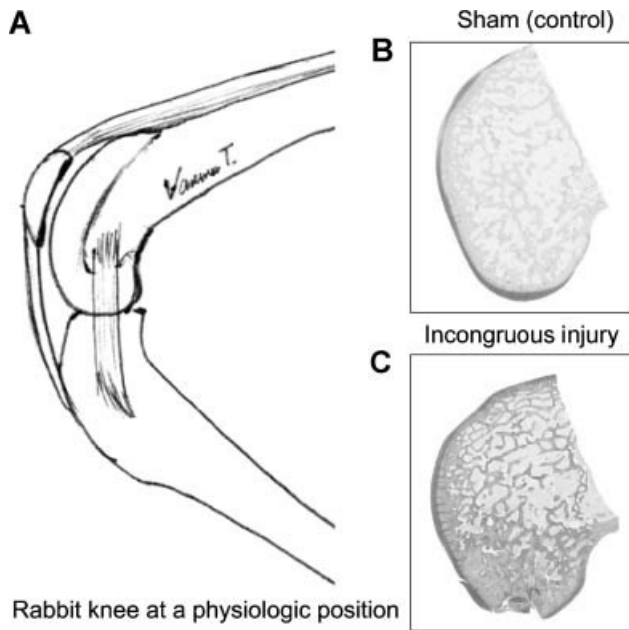 A
Sham (control)
B
Incongruous injury
C
Rabbit knee at a physiologic position